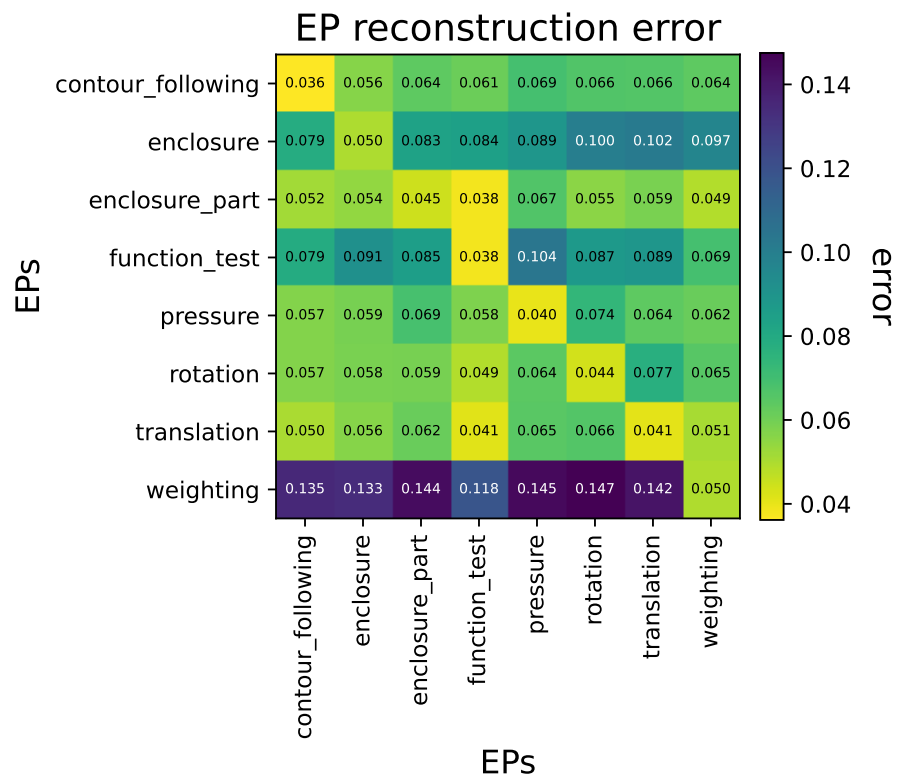 EP reconstruction error
contour_following 0.036 0.056 0.064 0.061 0.069 0.066 0.066 0.064
enclosure 0.079 0.050 0.083 0.084 0.089 0.100 0.102 0.097
enclosure_part 0.052 0.054 0.045 0.038 0.067 0.055 0.059 0.049
function_test 0.079 0.091 0.085 0.038 0.104 0.087 0.089 0.069
pressure 0.057 0.059 0.069 0.058 0.040 0.074 0.064 0.062
rotation 0.057 0.058 0.059 0.049 0.064 0.044 0.077 0.065
translation 0.050 0.056 0.062 0.041 0.065 0.066 0.041 0.051
weighting 0.135 0.133 0.144 0.118 0.145 0.147 0.142 0.050
EPs
contour_following
enclosure
enclosure_part
function_test
pressure
rotation
translation
weighting
EPs
0.14
0.12
0.10
0.08
0.06
0.04
error